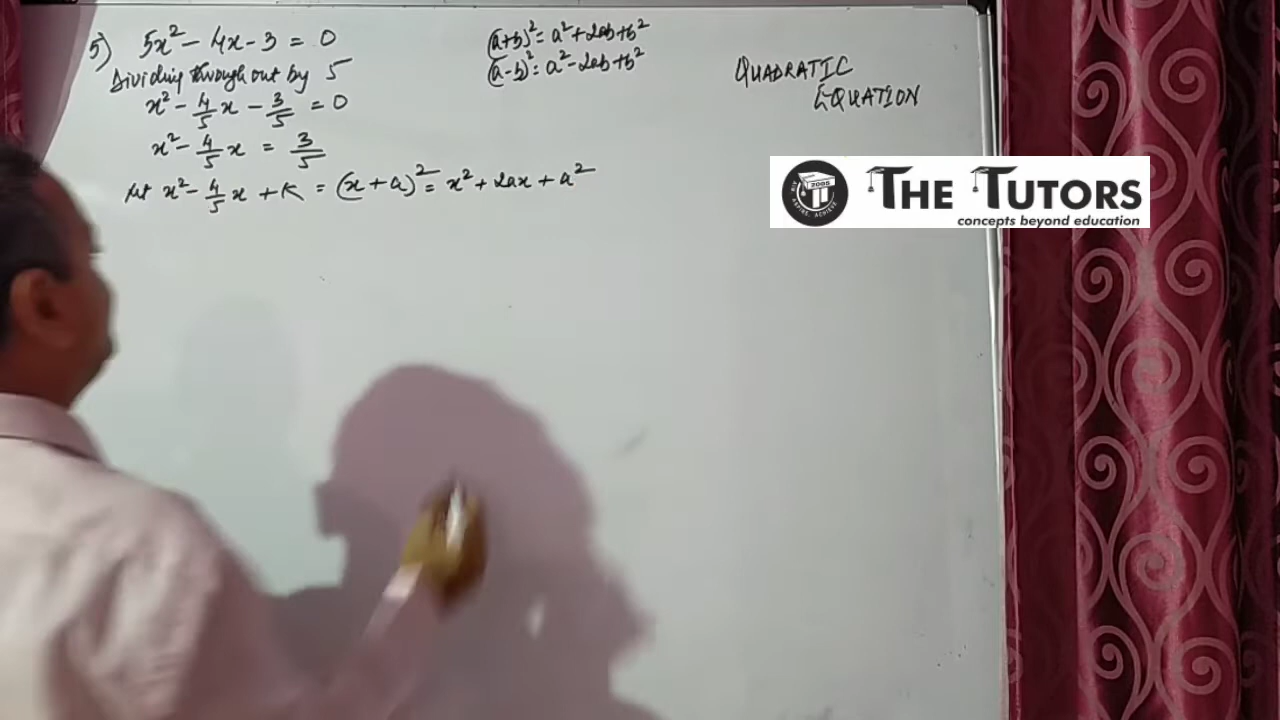 5) 5x² - 4x - 3 = 0
Dividing throughout by 5
x² - 4/5 x - 3/5 = 0
x² - 4/5 x = 3/5
let x² - 4/5 x + K = (x + a)² = x² + 2ax + a²
(a+b)² = a² + 2ab + b²
(a-b)² = a² - 2ab + b²
QUADRATIC
EQUATION
THE TUTORS
concepts beyond education
2005